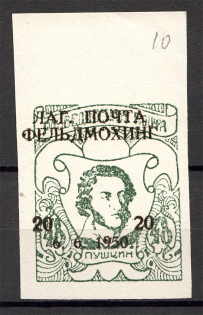 10
ЛАГ. ПОЧТА
ФЕЛЬДМОХИНГ
20 20
6. 6. 1950.
ПУШКИН